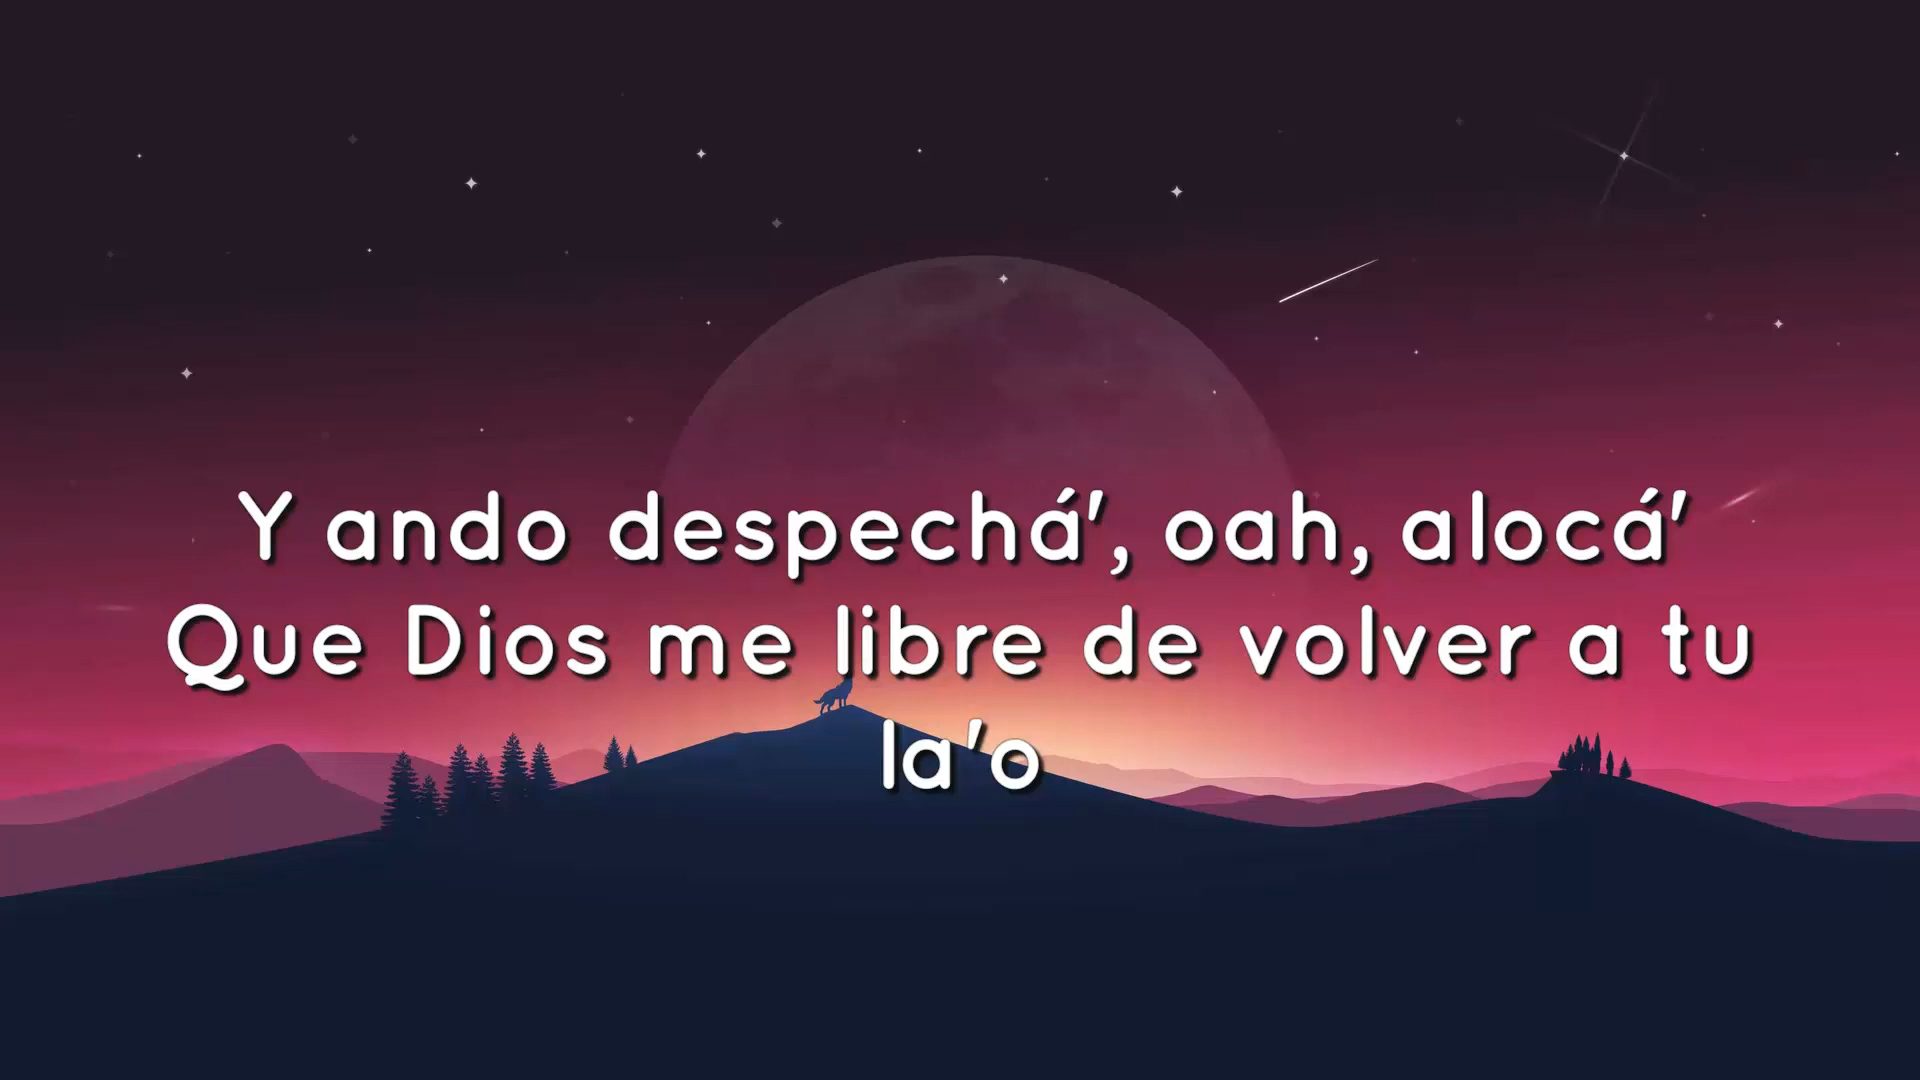 Y ando despechá', oah, alocá'
Que Dios me libre de volver a tu
la'o